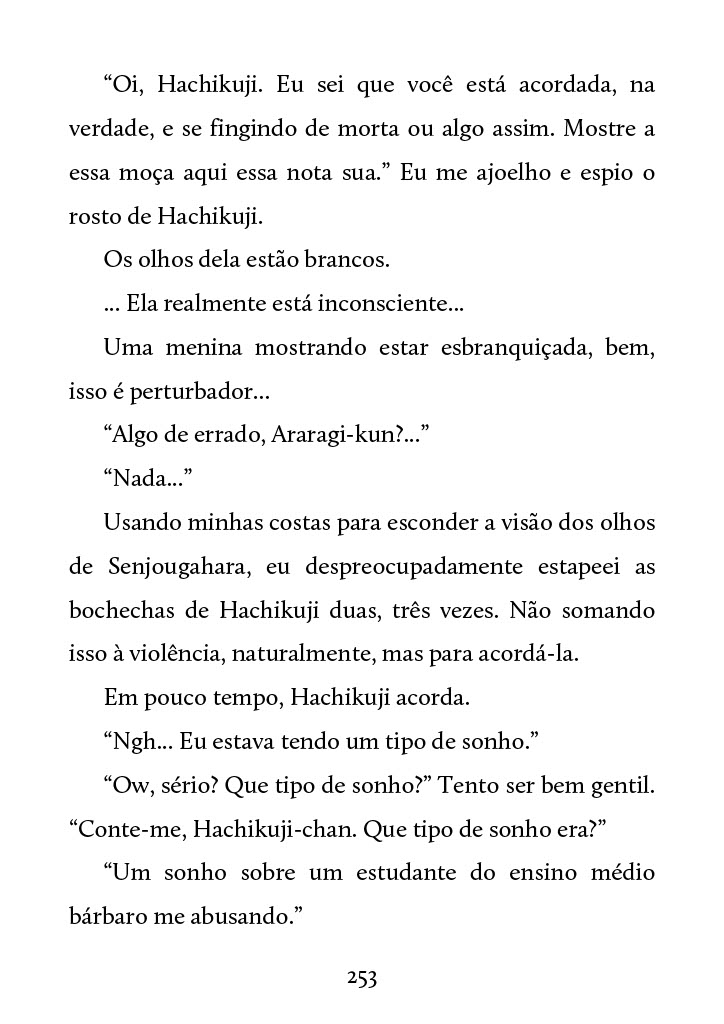 “Oi, Hachikuji. Eu sei que você está acordada, na
verdade, e se fingindo de morta ou algo assim. Mostre a
essa moça aqui essa nota sua.” Eu me ajoelho e espio o
rosto de Hachikuji.
Os olhos dela estão brancos.
... Ela realmente está inconsciente...
Uma menina mostrando estar esbranquiçada, bem,
isso é perturbador...
“Algo de errado, Araragi-kun?...”
“Nada...”
Usando minhas costas para esconder a visão dos olhos
de Senjougahara, eu despreocupadamente estapeei as
bochechas de Hachikuji duas, três vezes. Não somando
isso à violência, naturalmente, mas para acordá-la.
Em pouco tempo, Hachikuji acorda.
“Ngh... Eu estava tendo um tipo de sonho.”
“Ow, sério? Que tipo de sonho?” Tento ser bem gentil.
“Conte-me, Hachikuji-chan. Que tipo de sonho era?”
“Um sonho sobre um estudante do ensino médio
bárbaro me abusando.”
253